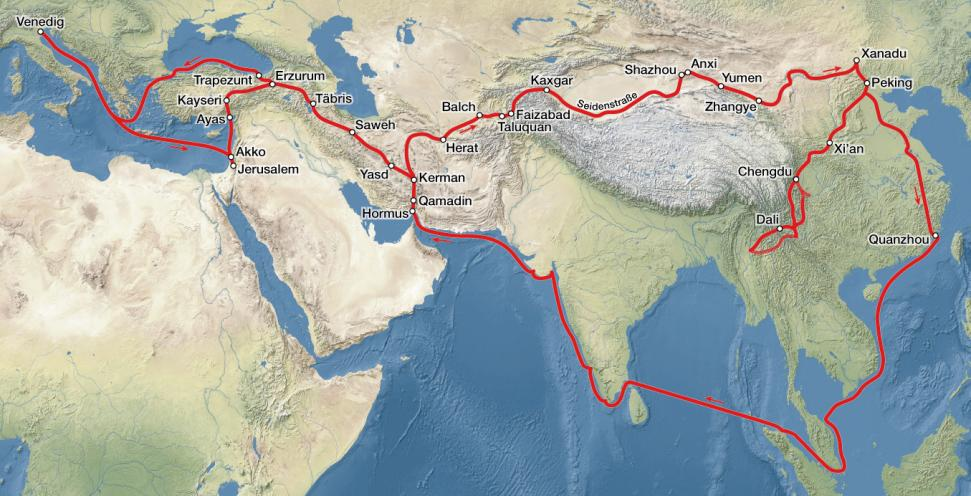 Venedig
Xanadu
Anxi
Shazhou
Trapezunt
Erzurum
Kaxgar
Yumen
Peking
Kayseri
Täbris
Seidenstraße
Zhangye
Balch
Faizabad
Ayas
Saweh
Taluquan
Herat
Xi'an
Akko
Jerusalem
Yasd
Kerman
Chengdu
Qamadin
Hormus
Dali
Quanzhou